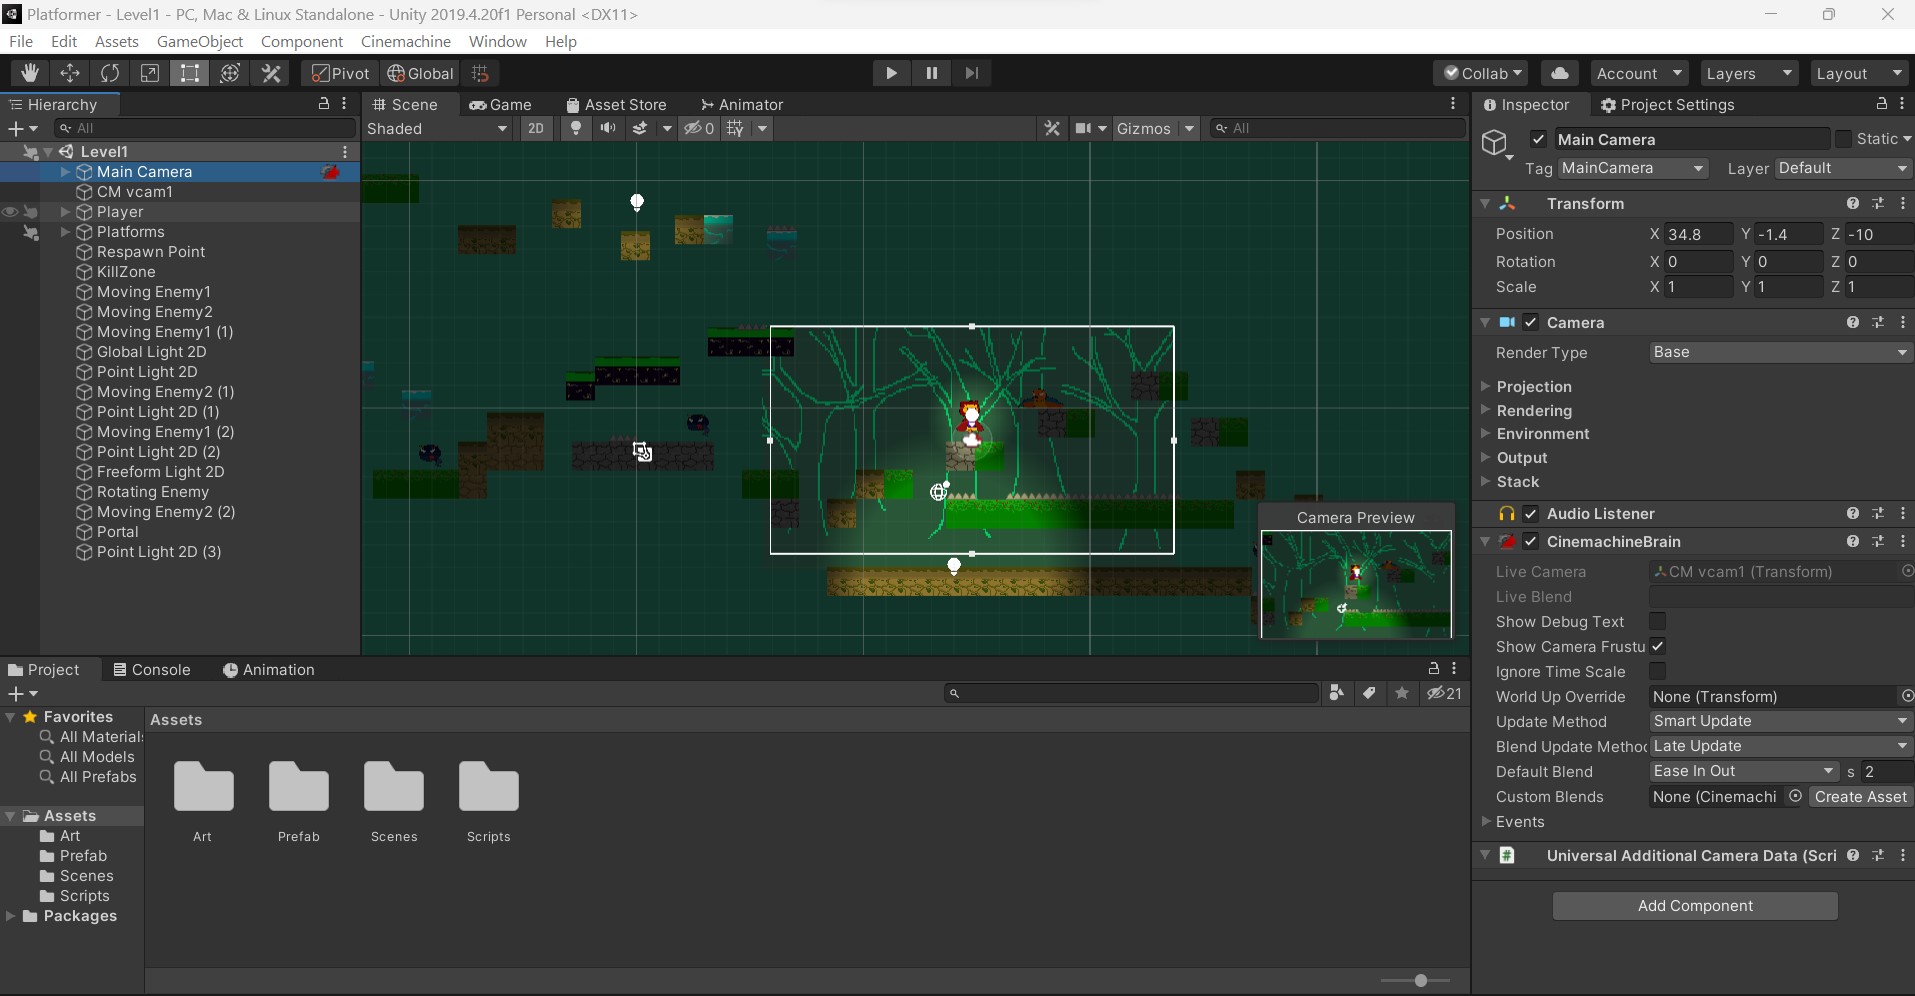 Platformer - Level1 - PC, Mac & Linux Standalone - Unity 2019.4.20f1 Personal <DX11>
File Edit Assets GameObject Component Cinemachine Window Help
Pivot Global Collab Account Layers Layout
Hierarchy
All
Level1
Main Camera
CM vcam1
Player
Platforms
Respawn Point
KillZone
Moving Enemy1
Moving Enemy2
Moving Enemy1 (1)
Global Light 2D
Point Light 2D
Moving Enemy2 (1)
Point Light 2D (1)
Moving Enemy1 (2)
Point Light 2D (2)
Freeform Light 2D
Rotating Enemy
Moving Enemy2 (2)
Portal
Point Light 2D (3)
Scene Game Asset Store Animator
Shaded 2D 0 Gizmos All
Camera Preview
Inspector Project Settings
Main Camera Static
Tag MainCamera Layer Default
Transform
Position X 34.8 Y -1.4 Z -10
Rotation X 0 Y 0 Z 0
Scale X 1 Y 1 Z 1
Camera
Render Type Base
Projection
Rendering
Environment
Output
Stack
Audio Listener
CinemachineBrain
Live Camera CM vcam1 (Transform)
Live Blend
Show Debug Text
Show Camera Frustu
Ignore Time Scale
World Up Override None (Transform)
Update Method Smart Update
Blend Update Method Late Update
Default Blend Ease In Out s 2
Custom Blends None (Cinemachi Create Asset
Events
Universal Additional Camera Data (Scri
Add Component
Project Console Animation
21
Favorites
All Materials
All Models
All Prefabs
Assets
Art
Prefab
Scenes
Scripts
Packages
Assets
Art Prefab Scenes Scripts